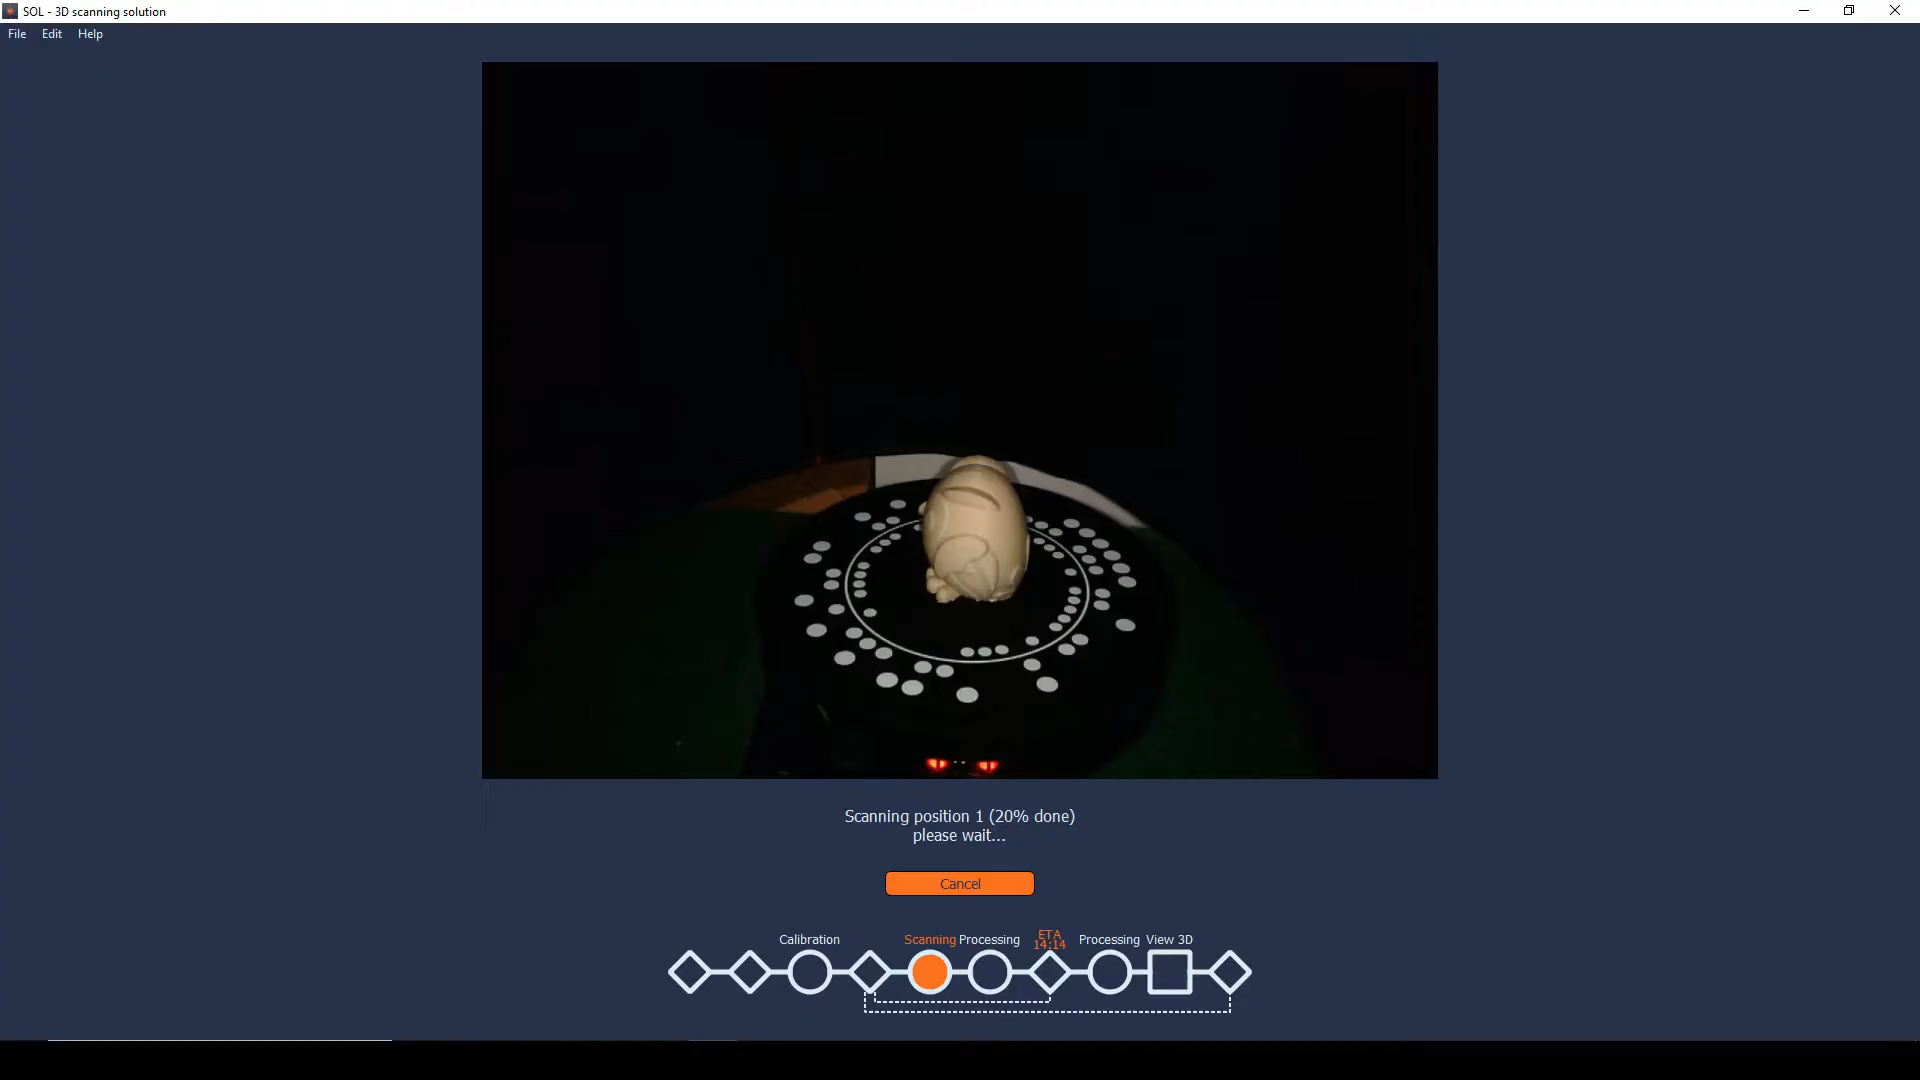 SOL - 3D scanning solution
File Edit Help
Scanning position 1 (20% done)
please wait...
Cancel
Calibration Scanning Processing ETA 14:14 Processing View 3D